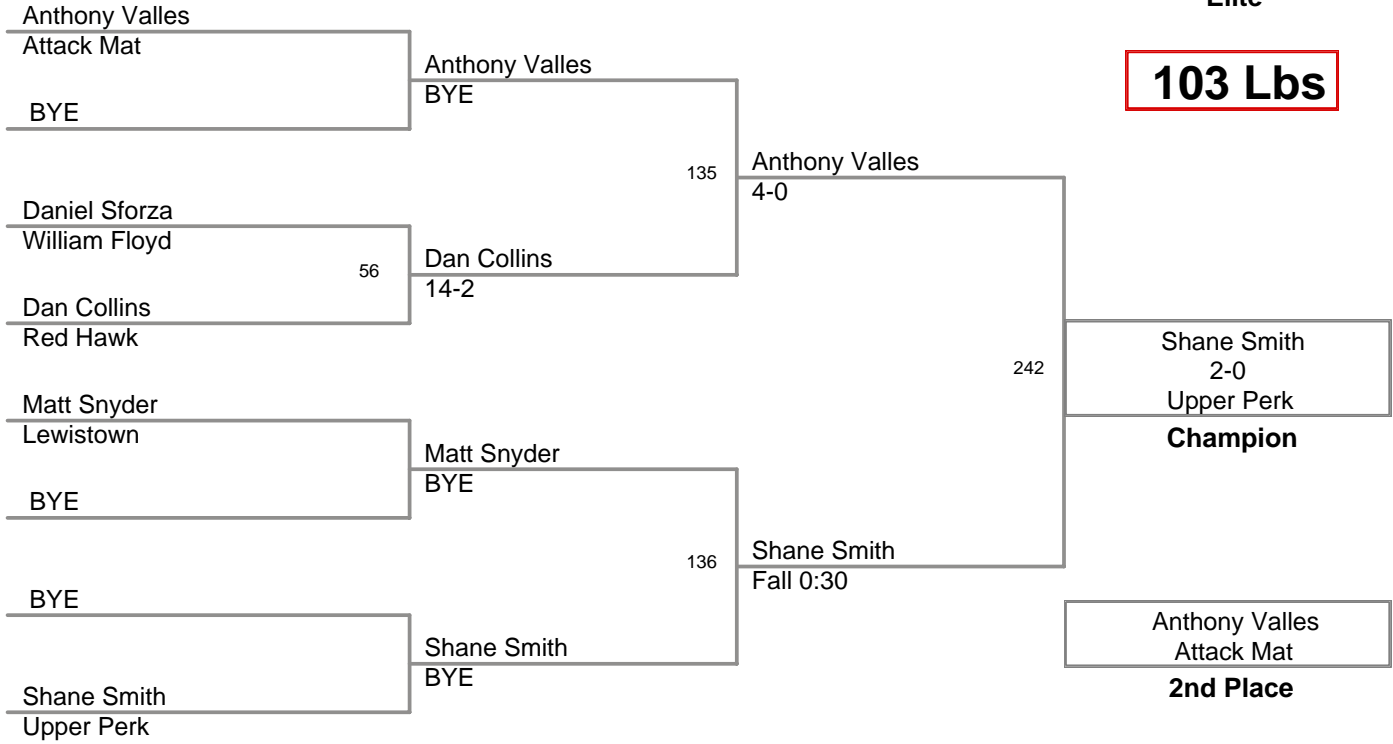 Elite
103 Lbs
Anthony Valles
Attack Mat
BYE
Daniel Sforza
William Floyd
56
Dan Collins
Red Hawk
Matt Snyder
Lewistown
BYE
BYE
Shane Smith
Upper Perk
Anthony Valles
BYE
135
Dan Collins
14-2
Matt Snyder
BYE
136
Shane Smith
BYE
Anthony Valles
4-0
242
Shane Smith
Fall 0:30
Shane Smith
2-0
Upper Perk
Champion
Anthony Valles
Attack Mat
2nd Place